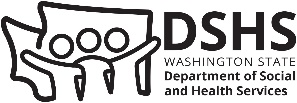 DSHS
WASHINGTON STATE
Department of Social
and Health Services